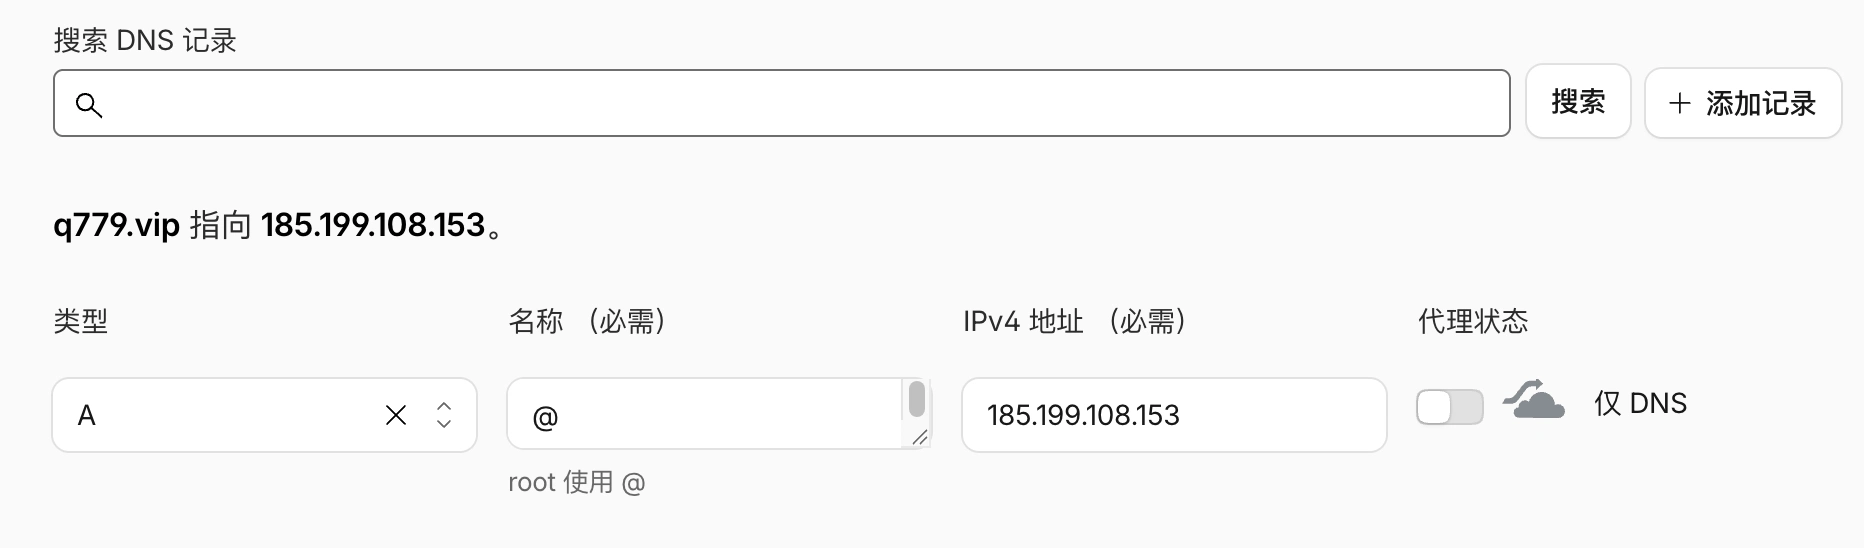 搜索 DNS 记录
搜索
添加记录
q779.vip 指向 185.199.108.153。
类型
名称 （必需）
IPv4 地址 （必需）
代理状态
A
@
185.199.108.153
仅 DNS
root 使用 @